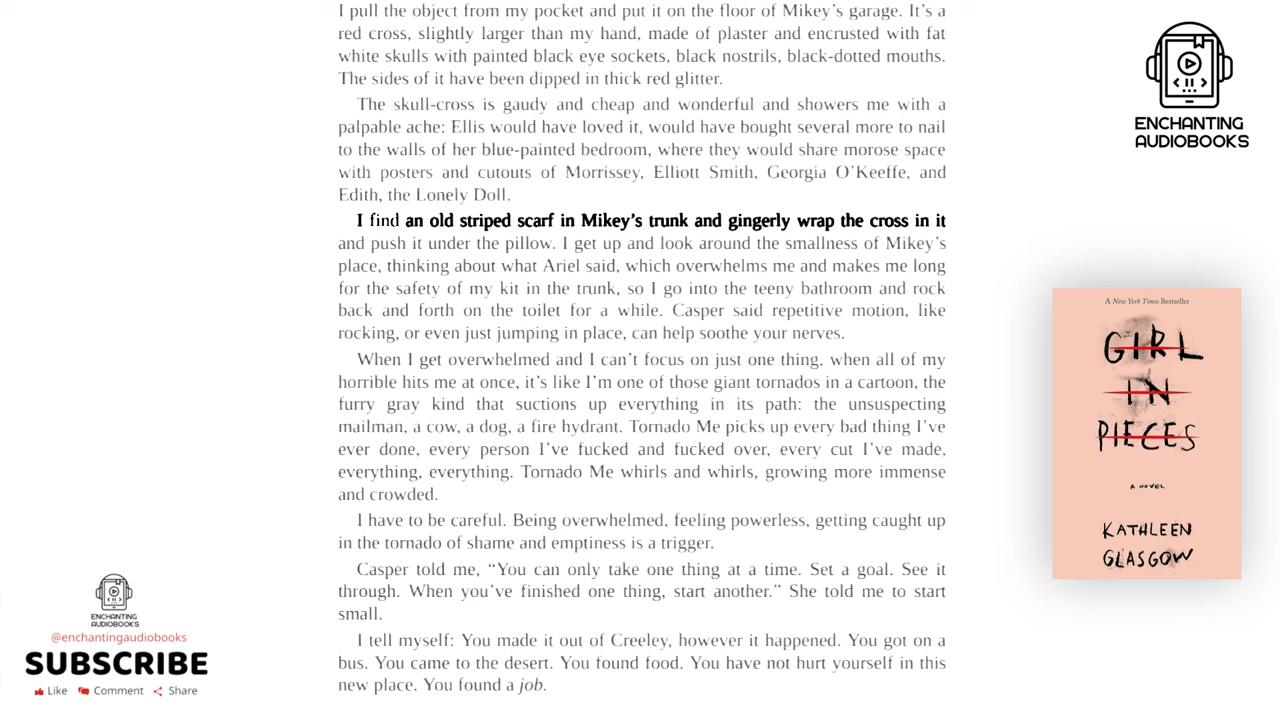 I pull the object from my pocket and put it on the floor of Mikey's garage. It's a
red cross, slightly larger than my hand, made of plaster and encrusted with fat
white skulls with painted black eye sockets, black nostrils, black-dotted mouths.
The sides of it have been dipped in thick red glitter.
The skull-cross is gaudy and cheap and wonderful and showers me with a
palpable ache: Ellis would have loved it, would have bought several more to nail
to the walls of her blue-painted bedroom, where they would share morose space
with posters and cutouts of Morrissey, Elliott Smith, Georgia O'Keeffe, and
Edith, the Lonely Doll.
I find an old striped scarf in Mikey's trunk and gingerly wrap the cross in it
and push it under the pillow. I get up and look around the smallness of Mikey's
place, thinking about what Ariel said, which overwhelms me and makes me long
for the safety of my kit in the trunk, so I go into the teeny bathroom and rock
back and forth on the toilet for a while. Casper said repetitive motion, like
rocking, or even just jumping in place, can help soothe your nerves.
When I get overwhelmed and I can't focus on just one thing, when all of my
horrible hits me at once, it's like I'm one of those giant tornados in a cartoon, the
furry gray kind that suctions up everything in its path: the unsuspecting
mailman, a cow, a dog, a fire hydrant. Tornado Me picks up every bad thing I've
ever done, every person I've fucked and fucked over, every cut I've made,
everything, everything. Tornado Me whirls and whirls, growing more immense
and crowded.
I have to be careful. Being overwhelmed, feeling powerless, getting caught up
in the tornado of shame and emptiness is a trigger.
Casper told me, "You can only take one thing at a time. Set a goal. See it
through. When you've finished one thing, start another." She told me to start
small.
I tell myself: You made it out of Creeley, however it happened. You got on a
bus. You came to the desert. You found food. You have not hurt yourself in this
new place. You found a job.
ENCHANTING
AUDIOBOOKS
A New York Times Bestseller
GIRL
IN
PIECES
A NOVEL
KATHLEEN
GLASGOW
ENCHANTING
AUDIOBOOKS
@enchantingaudiobooks
SUBSCRIBE
Like Comment Share